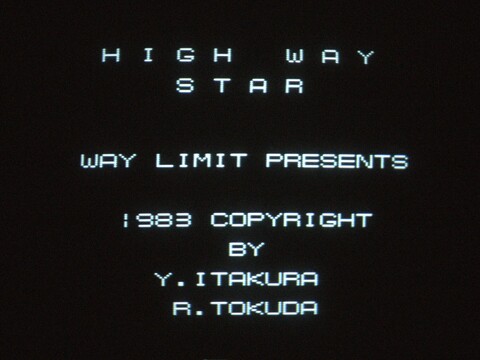 HIGH WAY
STAR
WAY LIMIT PRESENTS
1983 COPYRIGHT
BY
Y.ITAKURA
R.TOKUDA